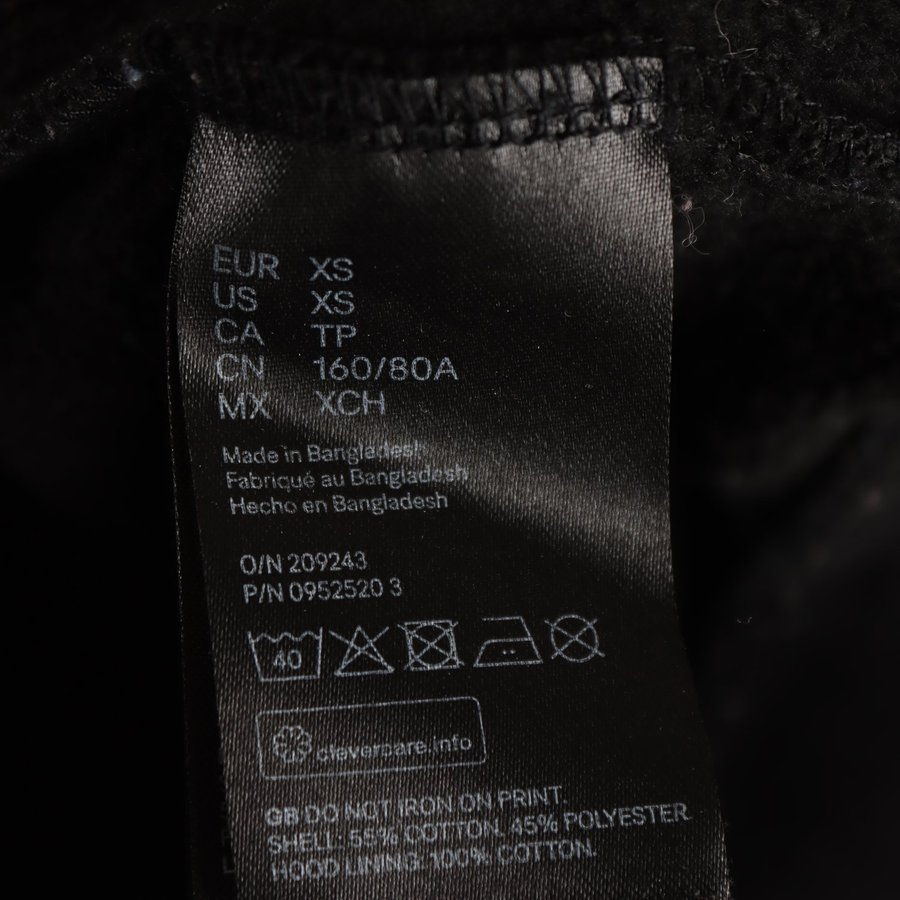 EUR XS
US XS
CA TP
CN 160/80A
MX XCH
Made in Bangladesh
Fabriqué au Bangladesh
Hecho en Bangladesh
O/N 209243
P/N 0952520 3
40
clevercare.info
GB DO NOT IRON ON PRINT.
SHELL: 55% COTTON. 45% POLYESTER
HOOD LINING: 100% COTTON.